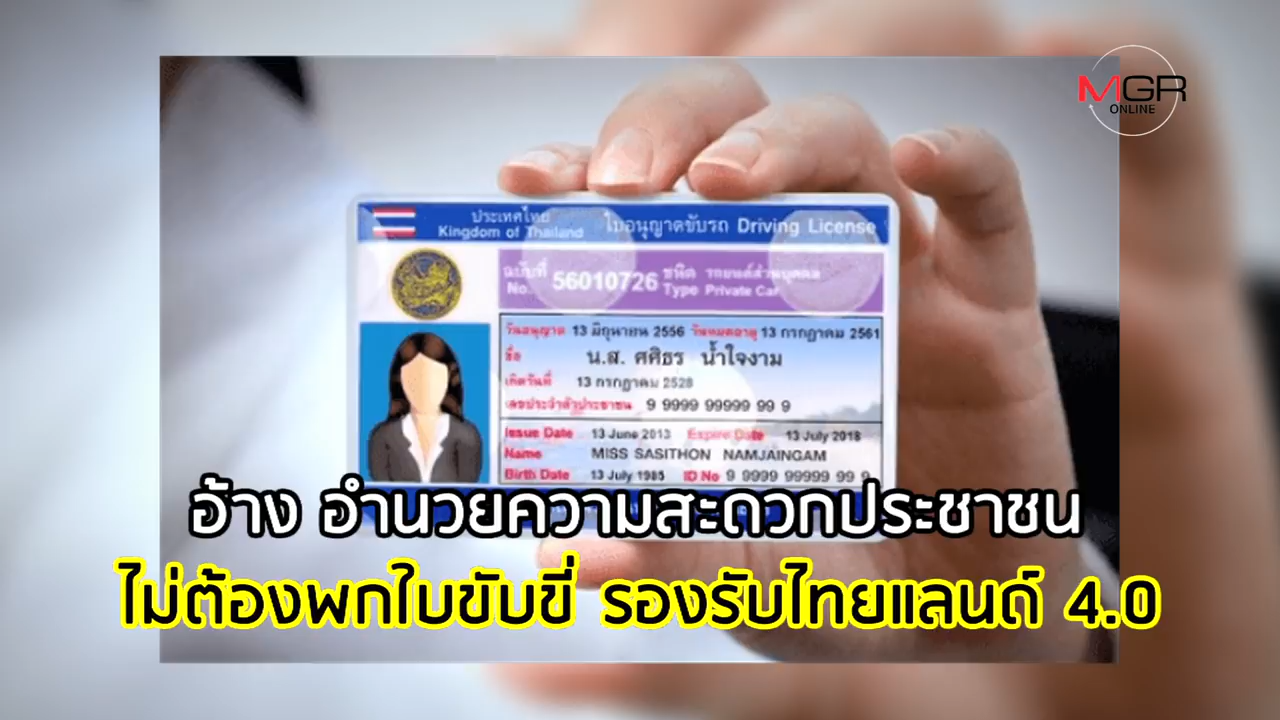 MGR
ONLINE
ประเทศไทย
Kingdom of Thailand
ใบอนุญาตขับรถ Driving License
ฉบับที่
No.
56010726
ชนิด รถยนต์ส่วนบุคคล
Type Private Car
วันอนุญาต 13 มิถุนายน 2556 วันหมดอายุ 13 กรกฎาคม 2561
ชื่อ น.ส. ศศิธร น้ำใจงาม
เกิดวันที่ 13 กรกฎาคม 2528
เลขประจำตัวประชาชน 9 9999 99999 99 9
Issue Date 13 June 2013 Expire Date 13 July 2018
Name MISS SASITHON NAMJAINGAM
Birth Date 13 July 1985 ID No 9 9999 99999 99 9
อ้าง อำนวยความสะดวกประชาชน
ไม่ต้องพกใบขับขี่ รองรับไทยแลนด์ 4.0